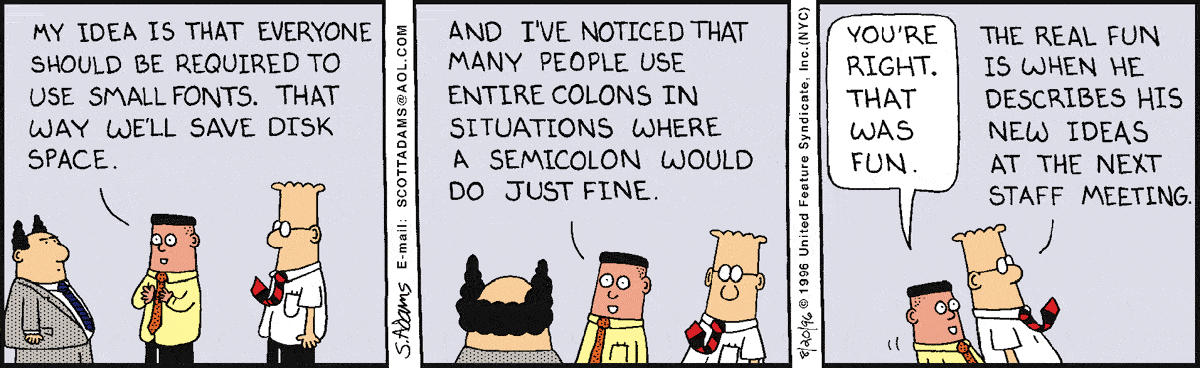 MY IDEA IS THAT EVERYONE
SHOULD BE REQUIRED TO
USE SMALL FONTS. THAT
WAY WE'LL SAVE DISK
SPACE.
S.Adams E-mail: SCOTTADAMS@AOL.COM
AND I'VE NOTICED THAT
MANY PEOPLE USE
ENTIRE COLONS IN
SITUATIONS WHERE
A SEMICOLON WOULD
DO JUST FINE.
8/20/96 © 1996 United Feature Syndicate, Inc.(NYC)
YOU'RE
RIGHT.
THAT
WAS
FUN.
THE REAL FUN
IS WHEN HE
DESCRIBES HIS
NEW IDEAS
AT THE NEXT
STAFF MEETING.